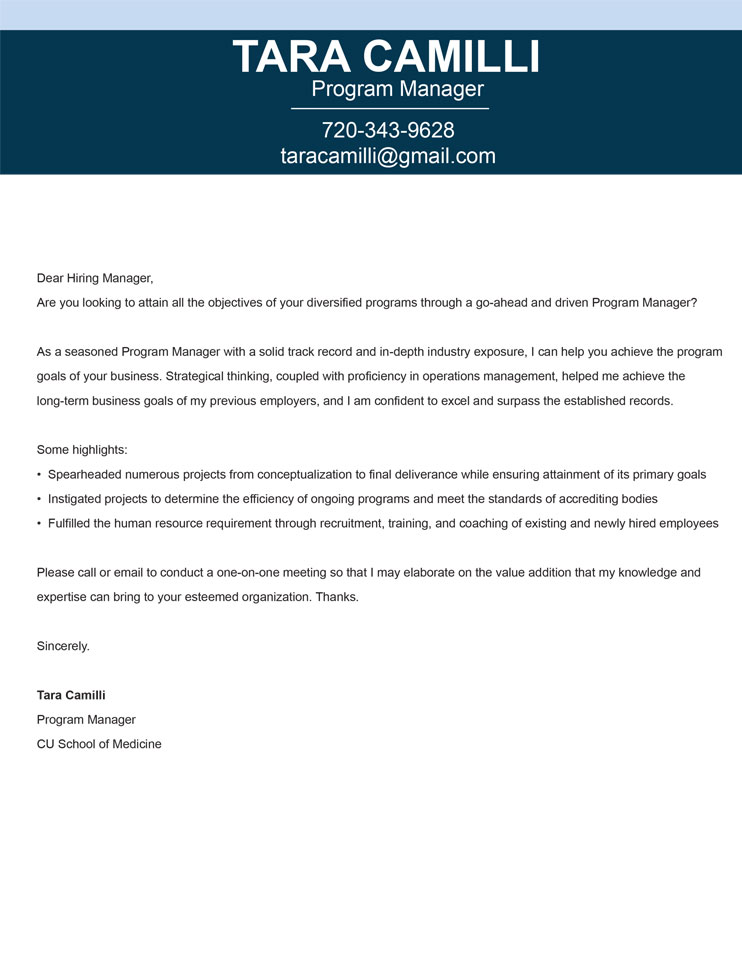 TARA CAMILLI
Program Manager
720-343-9628
taracamilli@gmail.com
Dear Hiring Manager,
Are you looking to attain all the objectives of your diversified programs through a go-ahead and driven Program Manager?
As a seasoned Program Manager with a solid track record and in-depth industry exposure, I can help you achieve the program
goals of your business. Strategical thinking, coupled with proficiency in operations management, helped me achieve the
long-term business goals of my previous employers, and I am confident to excel and surpass the established records.
Some highlights:
• Spearheaded numerous projects from conceptualization to final deliverance while ensuring attainment of its primary goals
• Instigated projects to determine the efficiency of ongoing programs and meet the standards of accrediting bodies
• Fulfilled the human resource requirement through recruitment, training, and coaching of existing and newly hired employees
Please call or email to conduct a one-on-one meeting so that I may elaborate on the value addition that my knowledge and
expertise can bring to your esteemed organization. Thanks.
Sincerely.
Tara Camilli
Program Manager
CU School of Medicine